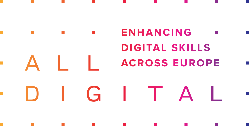 ENHANCING
DIGITAL SKILLS
ACROSS EUROPE
ALL
DIGITAL